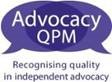 Advocacy
QPM
Recognising quality
in independent advocacy